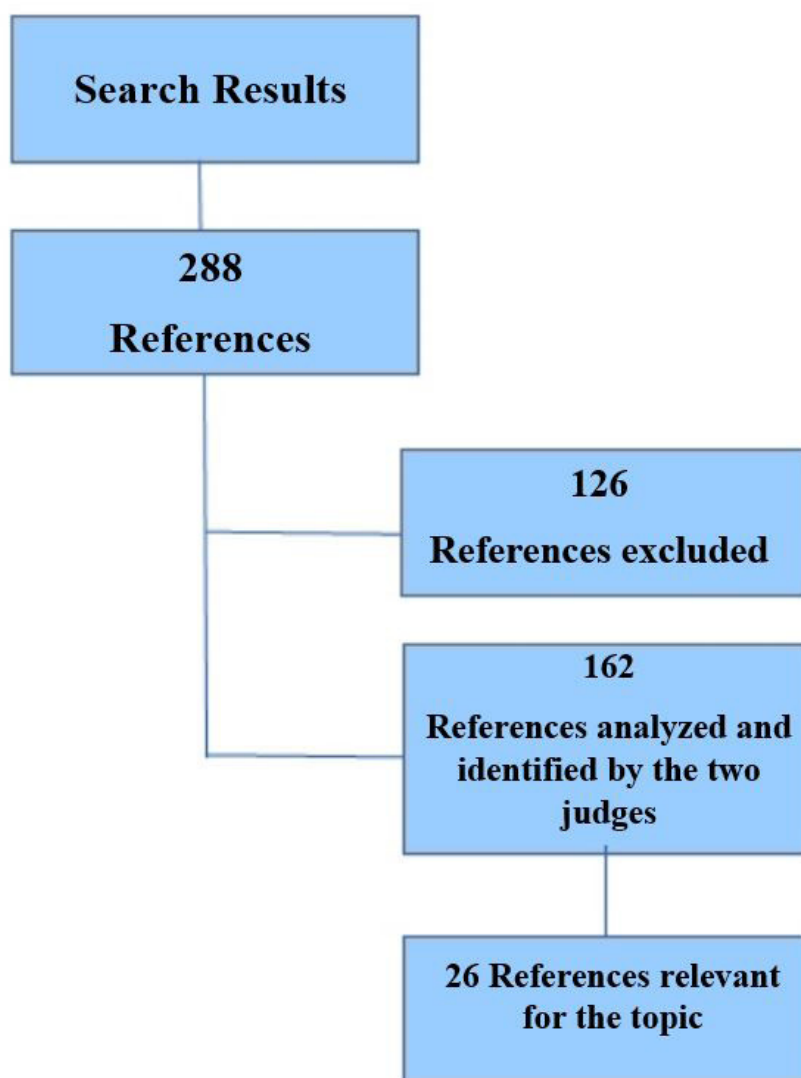 Search Results
288
References
126
References excluded
162
References analyzed and
identified by the two
judges
26 References relevant
for the topic